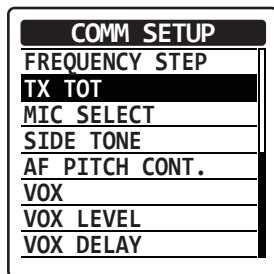 COMM SETUP
FREQUENCY STEP
TX TOT
MIC SELECT
SIDE TONE
AF PITCH CONT.
VOX
VOX LEVEL
VOX DELAY